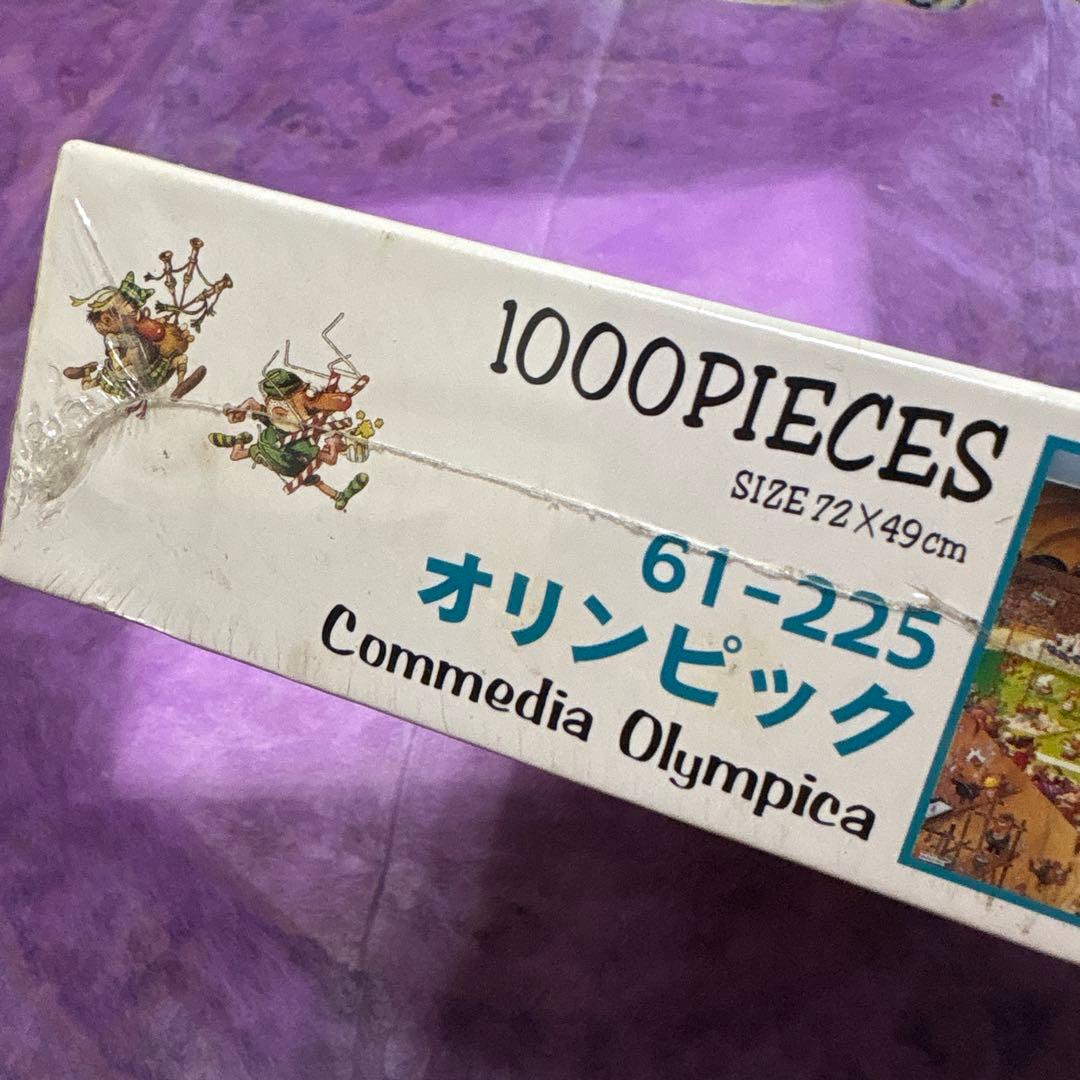 1000PIECES
SIZE 72×49cm
61-225
オリンピック
Commedia Olympica